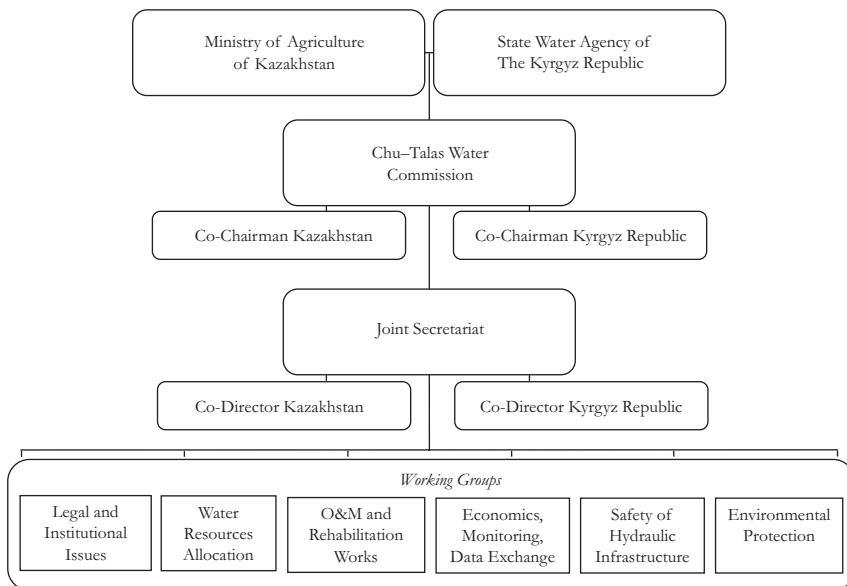 Ministry of Agriculture
of Kazakhstan
State Water Agency of
The Kyrgyz Republic
Chu–Talas Water
Commission
Co-Chairman Kazakhstan
Co-Chairman Kyrgyz Republic
Joint Secretariat
Co-Director Kazakhstan
Co-Director Kyrgyz Republic
Working Groups
Legal and
Institutional
Issues
Water
Resources
Allocation
O&M and
Rehabilitation
Works
Economics,
Monitoring,
Data Exchange
Safety of
Hydraulic
Infrastructure
Environmental
Protection